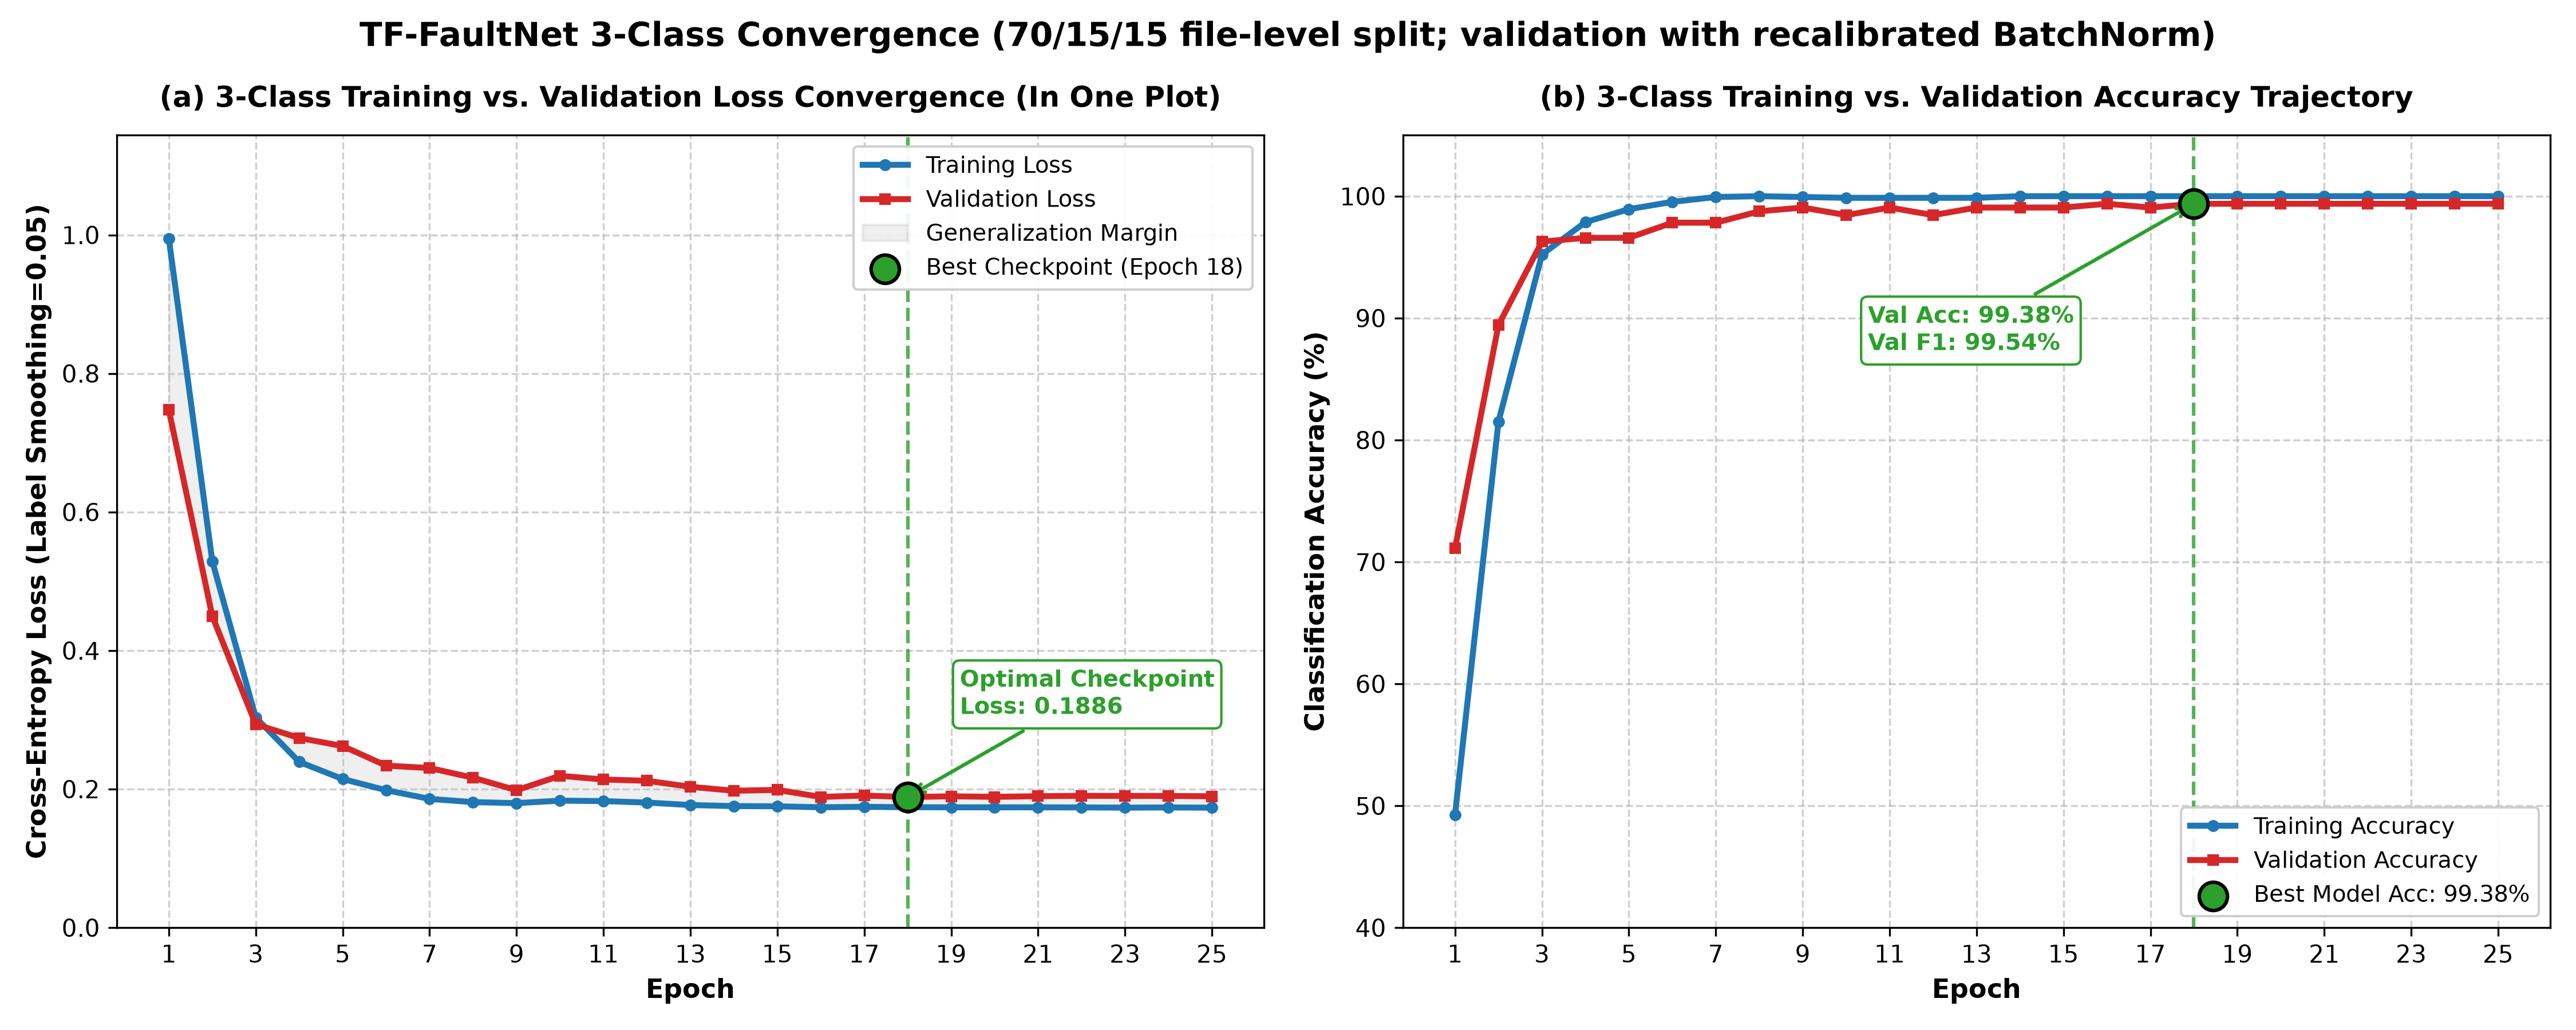 TF-FaultNet 3-Class Convergence (70/15/15 file-level split; validation with recalibrated BatchNorm)
(a) 3-Class Training vs. Validation Loss Convergence (In One Plot)
Cross-Entropy Loss (Label Smoothing=0.05)
1.0
0.8
0.6
0.4
0.2
0.0
Training Loss
Validation Loss
Generalization Margin
Best Checkpoint (Epoch 18)
Optimal Checkpoint
Loss: 0.1886
1 3 5 7 9 11 13 15 17 19 21 23 25
Epoch
(b) 3-Class Training vs. Validation Accuracy Trajectory
Classification Accuracy (%)
100
90
80
70
60
50
40
Val Acc: 99.38%
Val F1: 99.54%
Training Accuracy
Validation Accuracy
Best Model Acc: 99.38%
1 3 5 7 9 11 13 15 17 19 21 23 25
Epoch